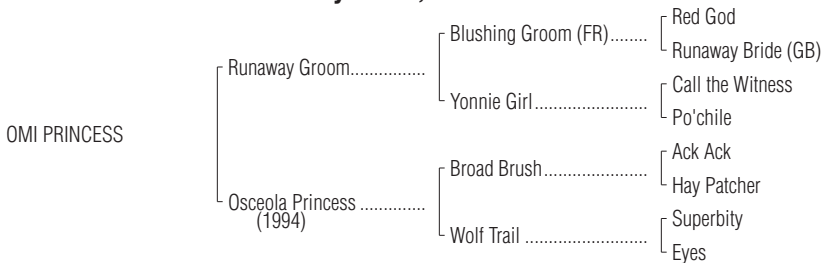 Red God
Blushing Groom (FR)........
Runaway Bride (GB)
Runaway Groom................
Call the Witness
Yonnie Girl........................
Po'chile
OMI PRINCESS
Ack Ack
Broad Brush......................
Hay Patcher
Osceola Princess ..............
(1994)
Superbity
Wolf Trail ..........................
Eyes